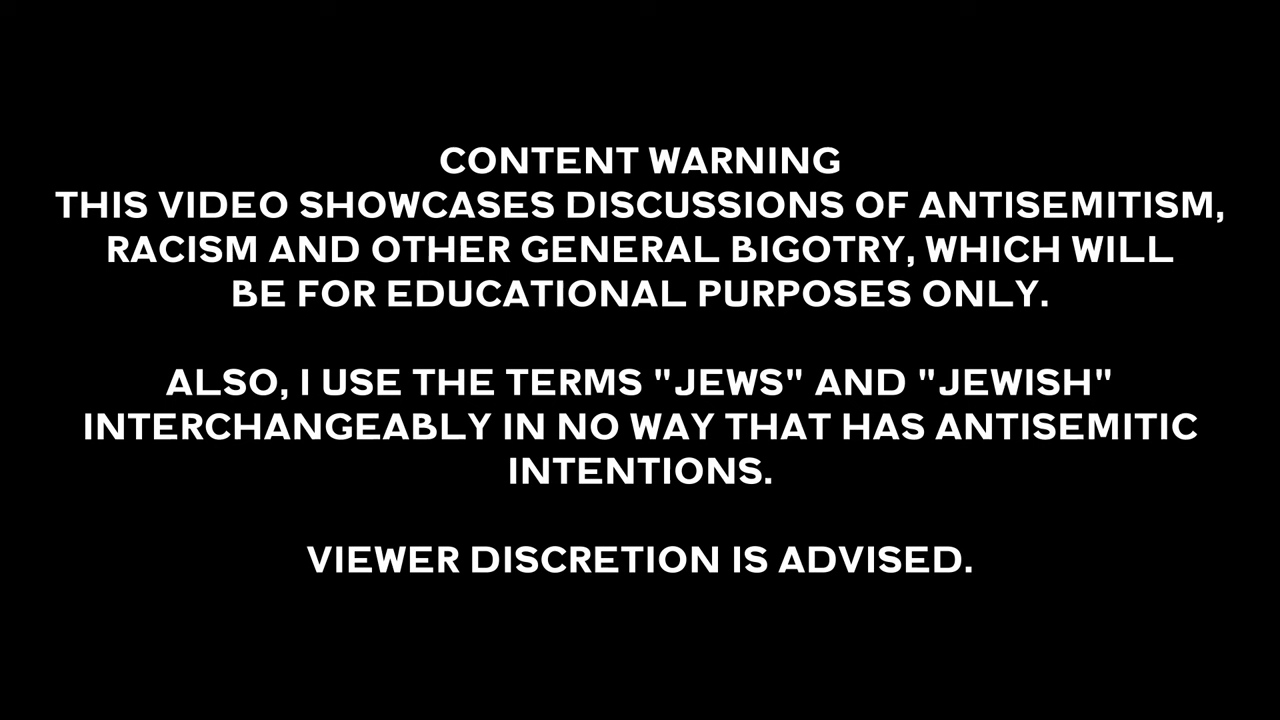 CONTENT WARNING
THIS VIDEO SHOWCASES DISCUSSIONS OF ANTISEMITISM,
RACISM AND OTHER GENERAL BIGOTRY, WHICH WILL
BE FOR EDUCATIONAL PURPOSES ONLY.
ALSO, I USE THE TERMS "JEWS" AND "JEWISH"
INTERCHANGEABLY IN NO WAY THAT HAS ANTISEMITIC
INTENTIONS.
VIEWER DISCRETION IS ADVISED.